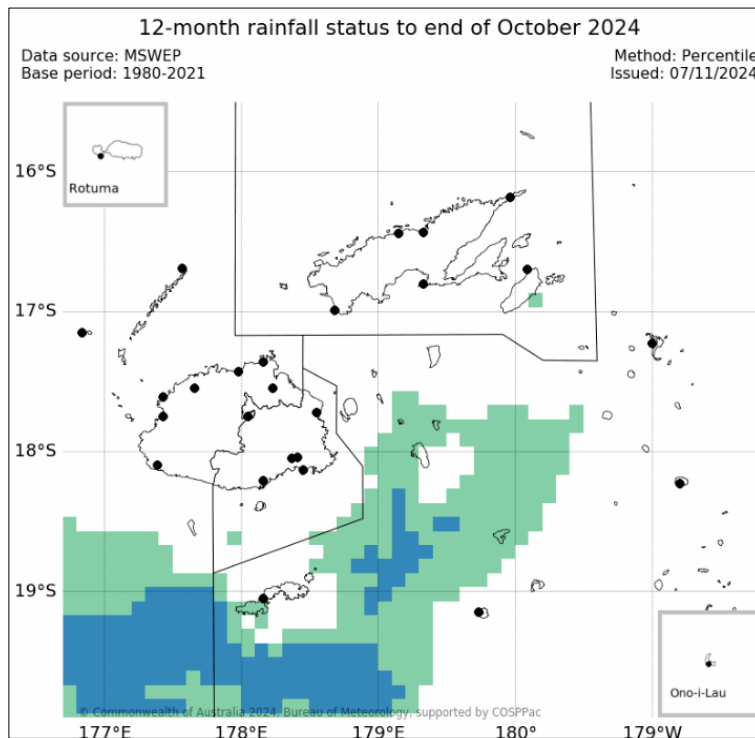 12-month rainfall status to end of October 2024
Data source: MSWEP
Method: Percentile
Base period: 1980-2021
Issued: 07/11/2024
Rotuma
16°S
17°S
18°S
19°S
Ono-i-Lau
© Commonwealth of Australia 2024, Bureau of Meteorology, supported by COSPPac
177°E 178°E 179°E 180° 179°W